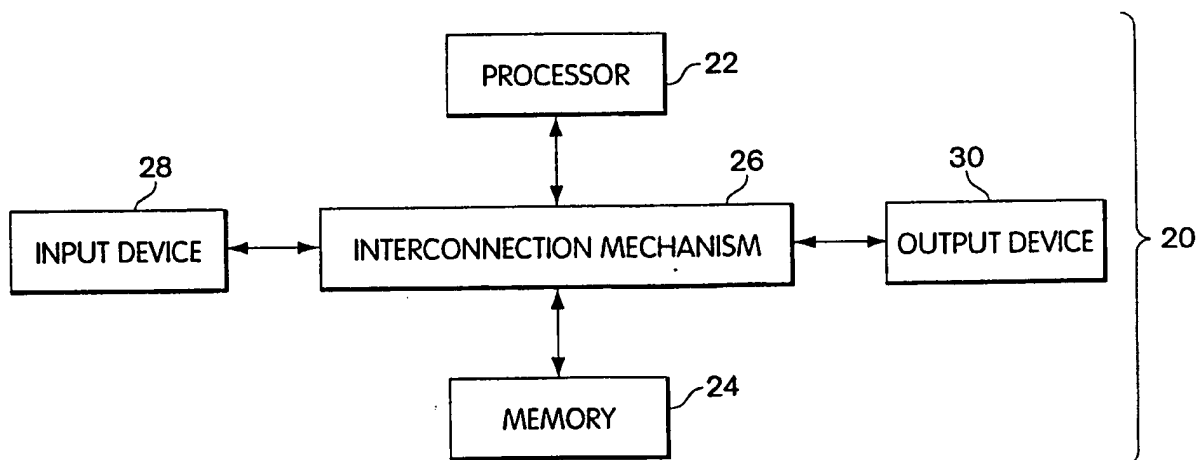 PROCESSOR
22
28
26
30
INPUT DEVICE
INTERCONNECTION MECHANISM
OUTPUT DEVICE
20
MEMORY
24